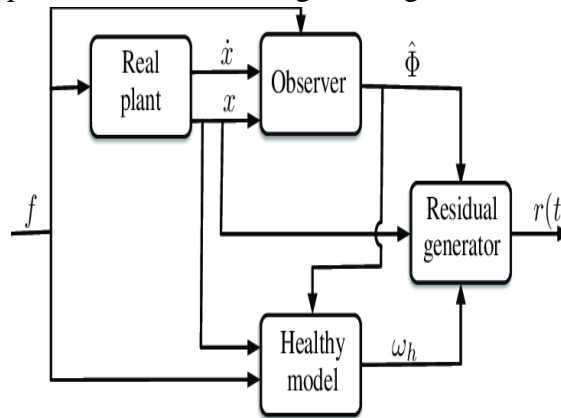 Real
plant
ẋ
x
Observer
Φ̂
f
Residual
generator
r(t
Healthy
model
ω_h